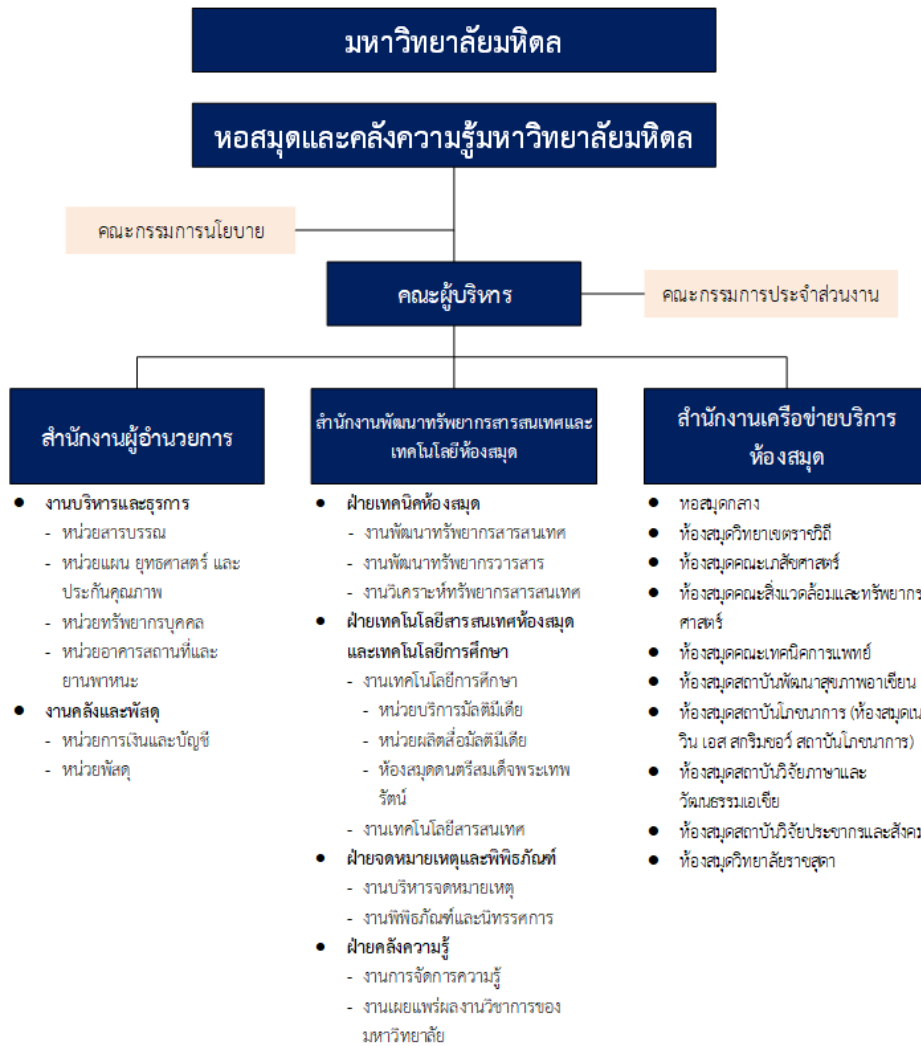 มหาวิทยาลัยมหิดล
หอสมุดและคลังความรู้มหาวิทยาลัยมหิดล
คณะกรรมการนโยบาย
คณะผู้บริหาร
คณะกรรมการประจำส่วนงาน
สำนักงานผู้อำนวยการ
● งานบริหารและธุรการ
- หน่วยสารบรรณ
- หน่วยแผน ยุทธศาสตร์ และ
ประกันคุณภาพ
- หน่วยทรัพยากรบุคคล
- หน่วยอาคารสถานที่และ
ยานพาหนะ
● งานคลังและพัสดุ
- หน่วยการเงินและบัญชี
- หน่วยพัสดุ
สำนักงานพัฒนาทรัพยากรสารสนเทศและ
เทคโนโลยีห้องสมุด
● ฝ่ายเทคนิคห้องสมุด
- งานพัฒนาทรัพยากรสารสนเทศ
- งานพัฒนาทรัพยากรวารสาร
- งานวิเคราะห์ทรัพยากรสารสนเทศ
● ฝ่ายเทคโนโลยีสารสนเทศห้องสมุด
และเทคโนโลยีการศึกษา
- งานเทคโนโลยีการศึกษา
- หน่วยบริการมัลติมีเดีย
- หน่วยผลิตสื่อมัลติมีเดีย
- ห้องสมุดดนตรีสมเด็จพระเทพ
รัตน์
- งานเทคโนโลยีสารสนเทศ
● ฝ่ายจดหมายเหตุและพิพิธภัณฑ์
- งานบริหารจดหมายเหตุ
- งานพิพิธภัณฑ์และนิทรรศการ
● ฝ่ายคลังความรู้
- งานการจัดการความรู้
- งานเผยแพร่ผลงานวิชาการของ
มหาวิทยาลัย
สำนักงานเครือข่ายบริการ
ห้องสมุด
● หอสมุดกลาง
● ห้องสมุดวิทยาเขตราชวิถี
● ห้องสมุดคณะเภสัชศาสตร์
● ห้องสมุดคณะสิ่งแวดล้อมและทรัพยากร
ศาสตร์
● ห้องสมุดคณะเทคนิคการแพทย์
● ห้องสมุดสถาบันพัฒนาสุขภาพอาเซียน
● ห้องสมุดสถาบันโภชนาการ (ห้องสมุดเน
วิน เอส สกริมชอว์ สถาบันโภชนาการ)
● ห้องสมุดสถาบันวิจัยภาษาและ
วัฒนธรรมเอเชีย
● ห้องสมุดสถาบันวิจัยประชากรและสังคม
● ห้องสมุดวิทยาลัยราชสุดา